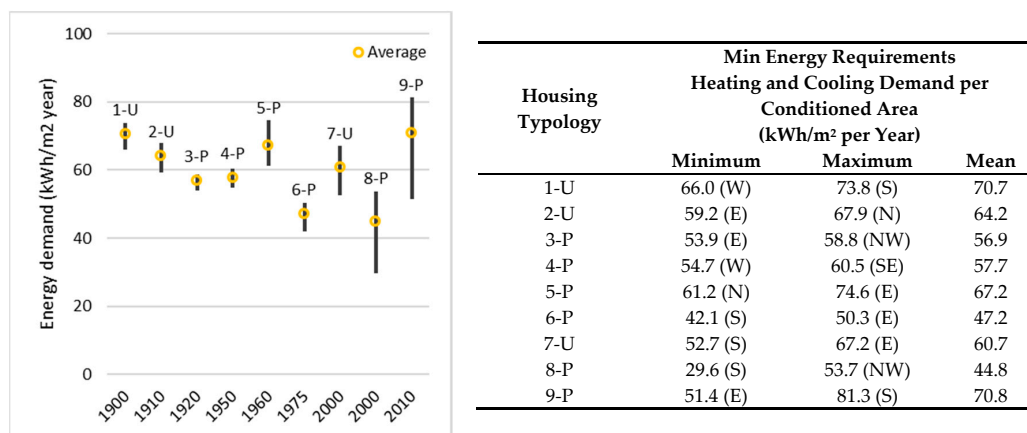 100
Average
9-P
80
5-P
1-U
7-U
2-U
3-P
4-P
60
6-P
8-P
40
20
0
Energy demand (kWh/m2 year)
1900 1910 1920 1950 1960 1975 2000 2000 2010
Min Energy Requirements
Heating and Cooling Demand per
Housing
Conditioned Area
Typology
(kWh/m² per Year)
Minimum Maximum Mean
1-U 66.0 (W) 73.8 (S) 70.7
2-U 59.2 (E) 67.9 (N) 64.2
3-P 53.9 (E) 58.8 (NW) 56.9
4-P 54.7 (W) 60.5 (SE) 57.7
5-P 61.2 (N) 74.6 (E) 67.2
6-P 42.1 (S) 50.3 (E) 47.2
7-U 52.7 (S) 67.2 (E) 60.7
8-P 29.6 (S) 53.7 (NW) 44.8
9-P 51.4 (E) 81.3 (S) 70.8